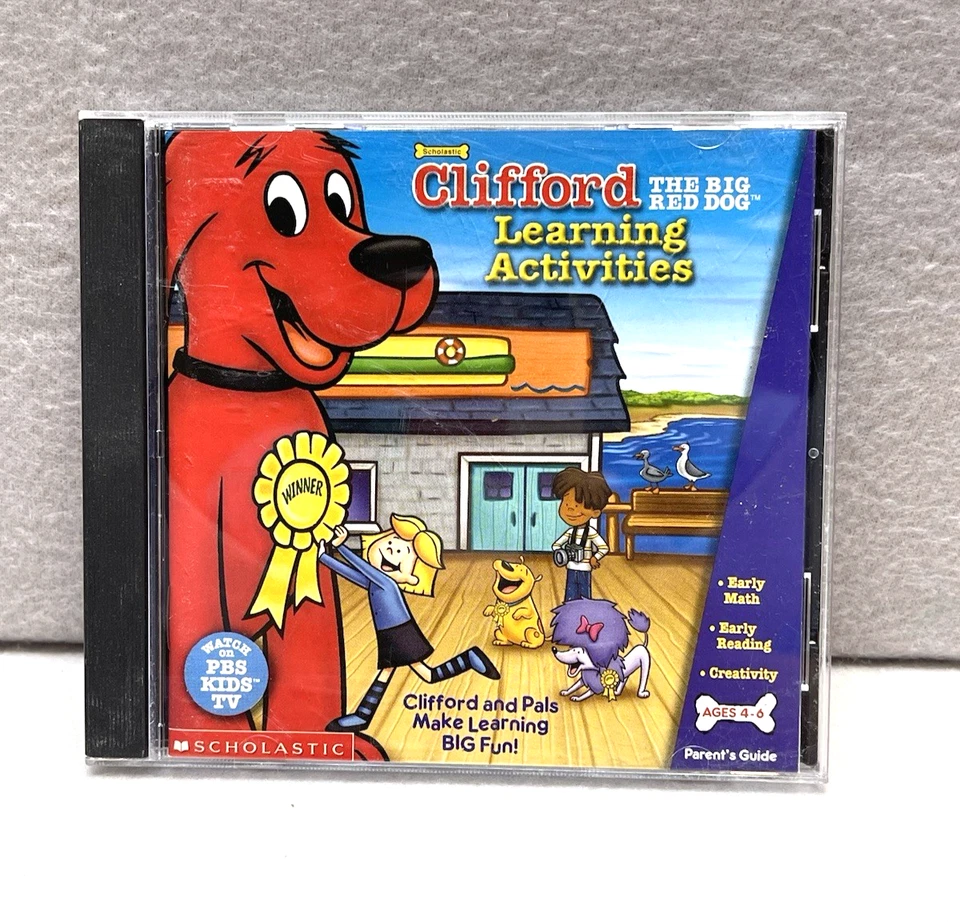 Scholastic
Clifford THE BIG
RED DOG™
Learning
Activities
WINNER
WATCH
on
PBS
KIDS™
TV
• Early
Math
• Early
Reading
• Creativity
AGES 4-6
Clifford and Pals
Make Learning
BIG Fun!
SCHOLASTIC
Parent's Guide